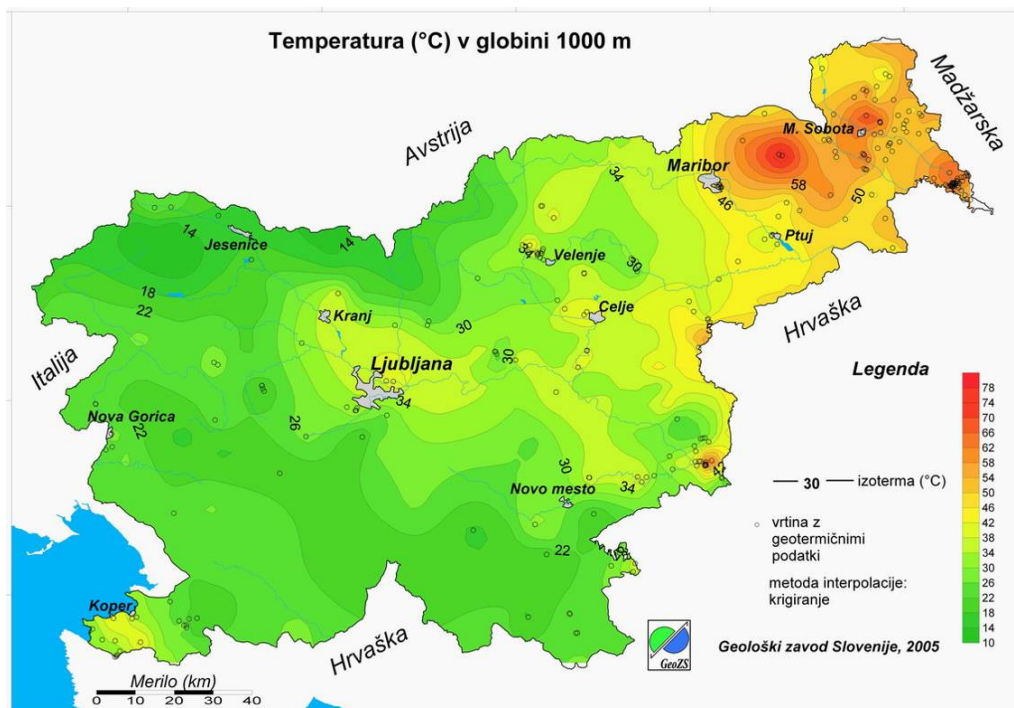 Temperatura (°C) v globini 1000 m
Madžarska
Avstrija
M. Sobota
Maribor
34
58
50
46
14
Jesenice
14
Ptuj
34
Velenje
30
18
22
Kranj
30
Celje
Hrvaška
Italija
Ljubljana
30
34
Nova Gorica
22
26
30
34
42
Novo mesto
22
Koper
Hrvaška
Legenda
78
74
70
66
62
58
54
50
46
42
38
34
30
26
22
18
14
10
30 izoterma (°C)
vrtina z
geotermičnimi
podatki
metoda interpolacije:
krigiranje
GeoZS
Geološki zavod Slovenije, 2005
Merilo (km)
0 10 20 30 40